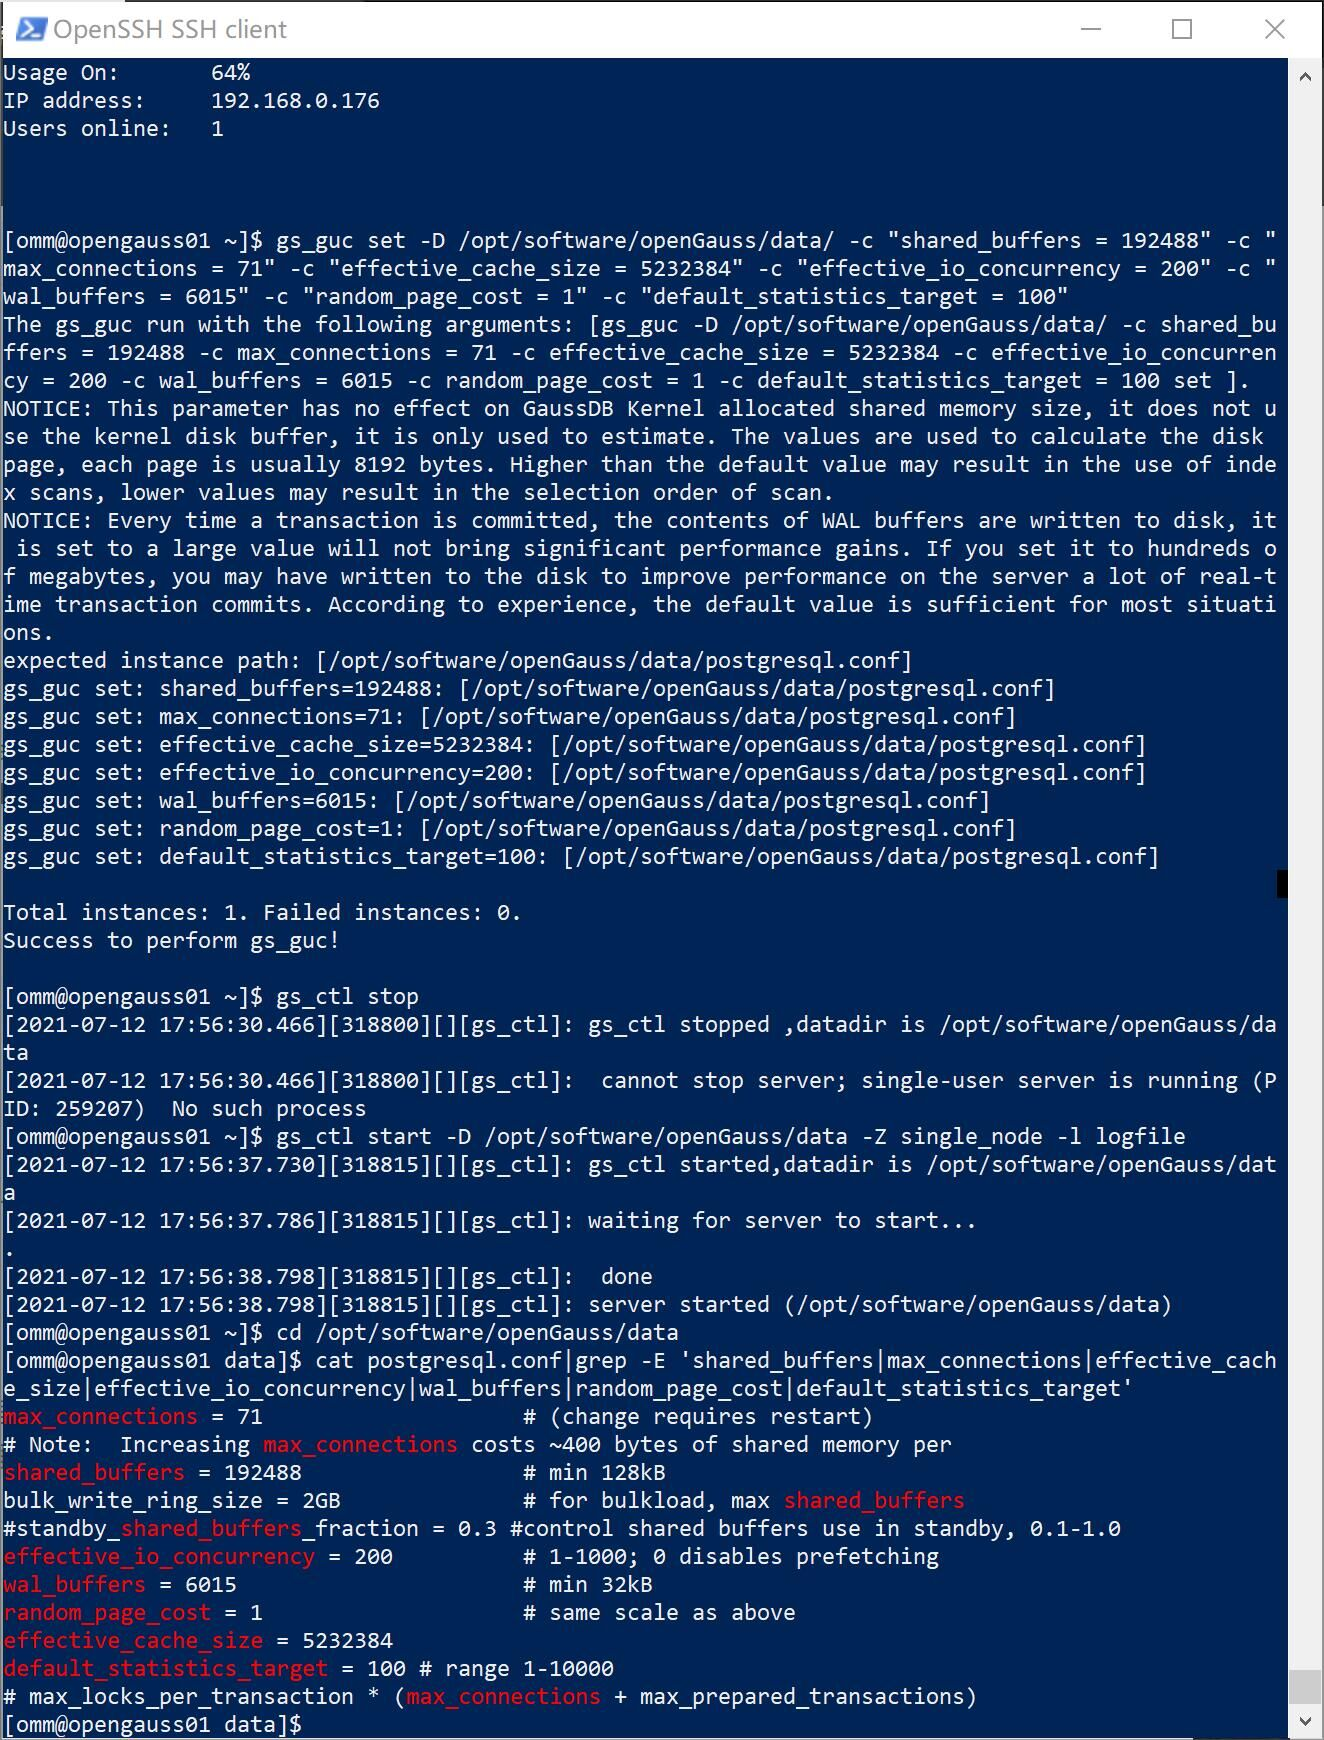 OpenSSH SSH client
Usage On:       64%
IP address:     192.168.0.176
Users online:   1
[omm@opengauss01 ~]$ gs_guc set -D /opt/software/openGauss/data/ -c "shared_buffers = 192488" -c "
max_connections = 71" -c "effective_cache_size = 5232384" -c "effective_io_concurrency = 200" -c "
wal_buffers = 6015" -c "random_page_cost = 1" -c "default_statistics_target = 100"
The gs_guc run with the following arguments: [gs_guc -D /opt/software/openGauss/data/ -c shared_bu
ffers = 192488 -c max_connections = 71 -c effective_cache_size = 5232384 -c effective_io_concurren
cy = 200 -c wal_buffers = 6015 -c random_page_cost = 1 -c default_statistics_target = 100 set ].
NOTICE: This parameter has no effect on GaussDB Kernel allocated shared memory size, it does not u
se the kernel disk buffer, it is only used to estimate. The values are used to calculate the disk
page, each page is usually 8192 bytes. Higher than the default value may result in the use of inde
x scans, lower values may result in the selection order of scan.
NOTICE: Every time a transaction is committed, the contents of WAL buffers are written to disk, it
 is set to a large value will not bring significant performance gains. If you set it to hundreds o
f megabytes, you may have written to the disk to improve performance on the server a lot of real-t
ime transaction commits. According to experience, the default value is sufficient for most situati
ons.
expected instance path: [/opt/software/openGauss/data/postgresql.conf]
gs_guc set: shared_buffers=192488: [/opt/software/openGauss/data/postgresql.conf]
gs_guc set: max_connections=71: [/opt/software/openGauss/data/postgresql.conf]
gs_guc set: effective_cache_size=5232384: [/opt/software/openGauss/data/postgresql.conf]
gs_guc set: effective_io_concurrency=200: [/opt/software/openGauss/data/postgresql.conf]
gs_guc set: wal_buffers=6015: [/opt/software/openGauss/data/postgresql.conf]
gs_guc set: random_page_cost=1: [/opt/software/openGauss/data/postgresql.conf]
gs_guc set: default_statistics_target=100: [/opt/software/openGauss/data/postgresql.conf]
Total instances: 1. Failed instances: 0.
Success to perform gs_guc!
[omm@opengauss01 ~]$ gs_ctl stop
[2021-07-12 17:56:30.466][318800][][gs_ctl]: gs_ctl stopped ,datadir is /opt/software/openGauss/da
ta
[2021-07-12 17:56:30.466][318800][][gs_ctl]:  cannot stop server; single-user server is running (P
ID: 259207)  No such process
[omm@opengauss01 ~]$ gs_ctl start -D /opt/software/openGauss/data -Z single_node -l logfile
[2021-07-12 17:56:37.730][318815][][gs_ctl]: gs_ctl started,datadir is /opt/software/openGauss/dat
a
[2021-07-12 17:56:37.786][318815][][gs_ctl]: waiting for server to start...
.
[2021-07-12 17:56:38.798][318815][][gs_ctl]:  done
[2021-07-12 17:56:38.798][318815][][gs_ctl]: server started (/opt/software/openGauss/data)
[omm@opengauss01 ~]$ cd /opt/software/openGauss/data
[omm@opengauss01 data]$ cat postgresql.conf|grep -E 'shared_buffers|max_connections|effective_cach
e_size|effective_io_concurrency|wal_buffers|random_page_cost|default_statistics_target'
max_connections = 71                    # (change requires restart)
# Note:  Increasing max_connections costs ~400 bytes of shared memory per
shared_buffers = 192488                 # min 128kB
bulk_write_ring_size = 2GB              # for bulkload, max shared_buffers
#standby_shared_buffers_fraction = 0.3 #control shared buffers use in standby, 0.1-1.0
effective_io_concurrency = 200          # 1-1000; 0 disables prefetching
wal_buffers = 6015                      # min 32kB
random_page_cost = 1                    # same scale as above
effective_cache_size = 5232384
default_statistics_target = 100 # range 1-10000
# max_locks_per_transaction * (max_connections + max_prepared_transactions)
[omm@opengauss01 data]$